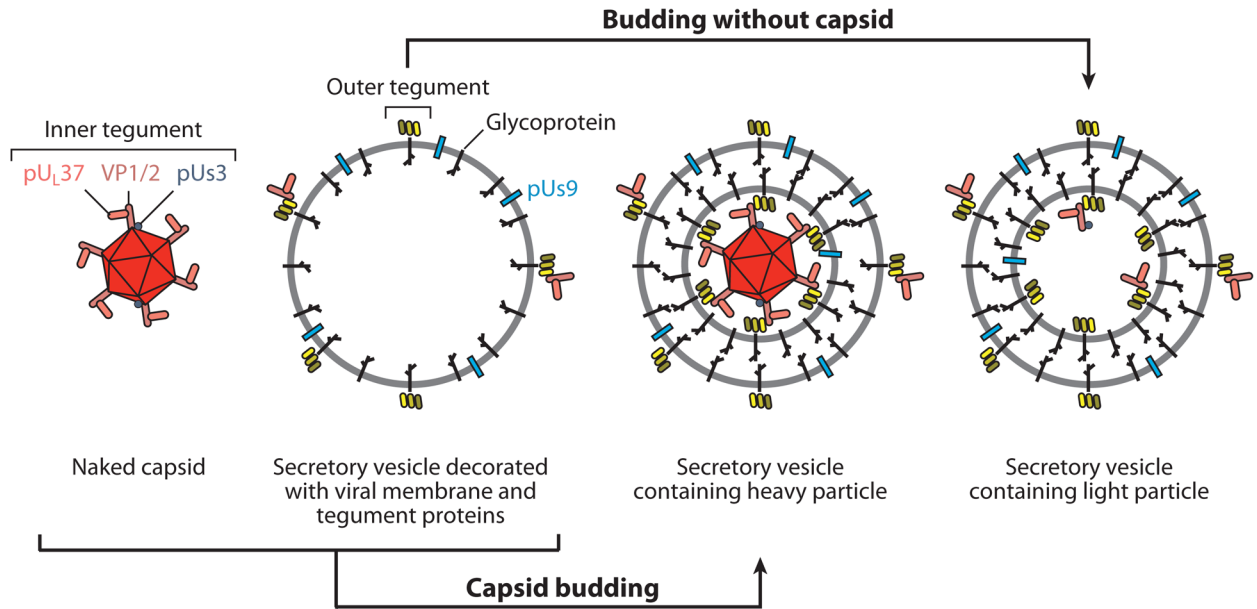 Budding without capsid
Outer tegument
Glycoprotein
Inner tegument
pUL37 VP1/2 pUs3
pUs9
Naked capsid
Secretory vesicle decorated
with viral membrane and
tegument proteins
Secretory vesicle
containing heavy particle
Secretory vesicle
containing light particle
Capsid budding